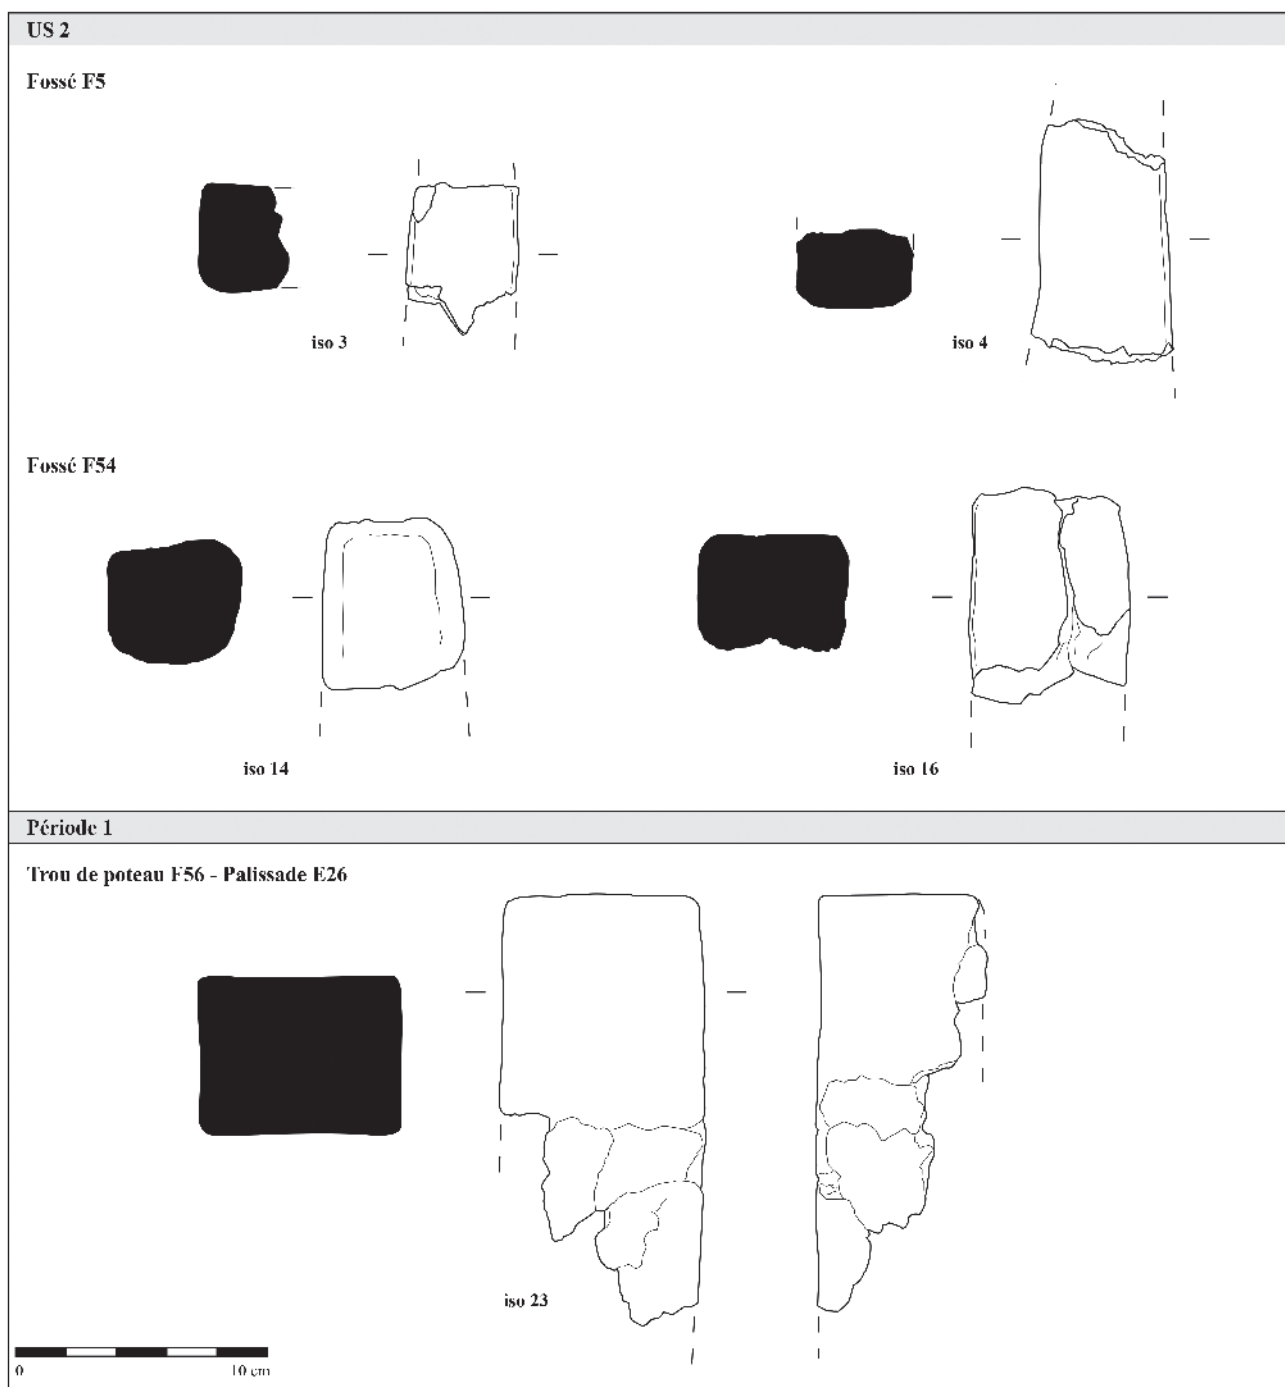 US 2
Fossé F5
iso 3
iso 4
Fossé F54
iso 14
iso 16
Période 1
Trou de poteau F56 - Palissade E26
iso 23
0 10 cm